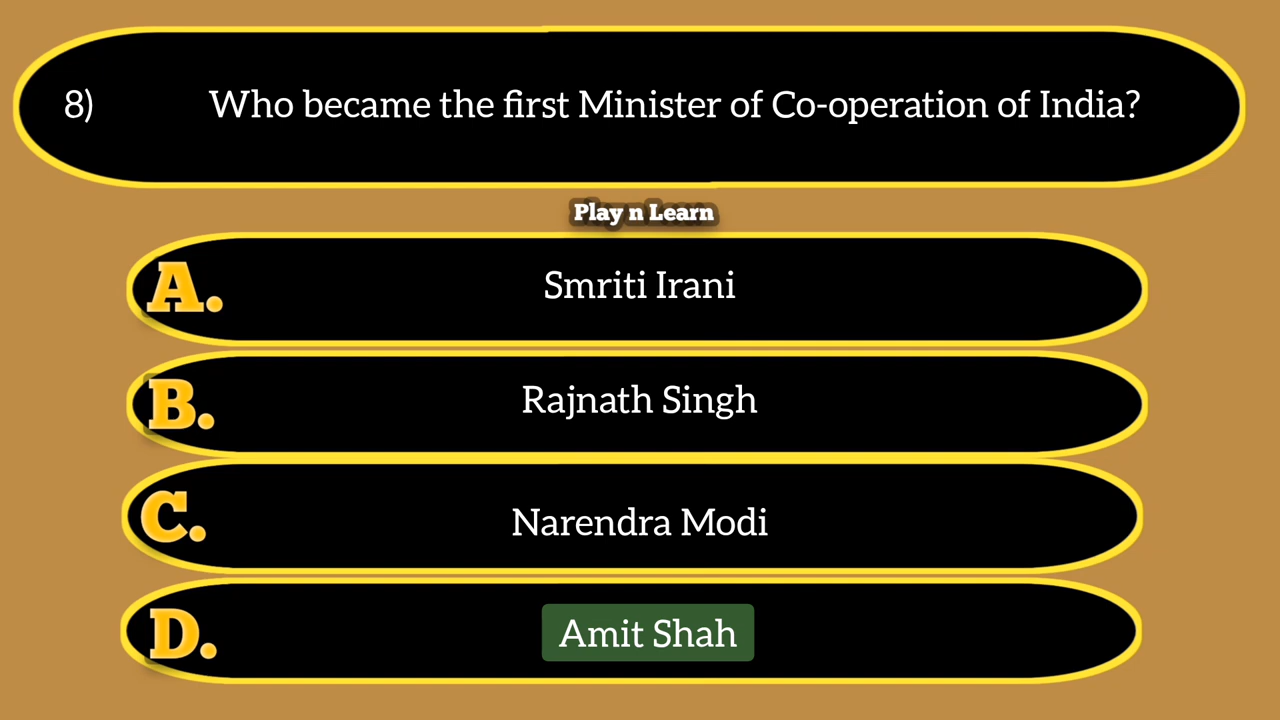 8) Who became the first Minister of Co-operation of India?
Play n Learn
A. Smriti Irani
B. Rajnath Singh
C. Narendra Modi
D. Amit Shah